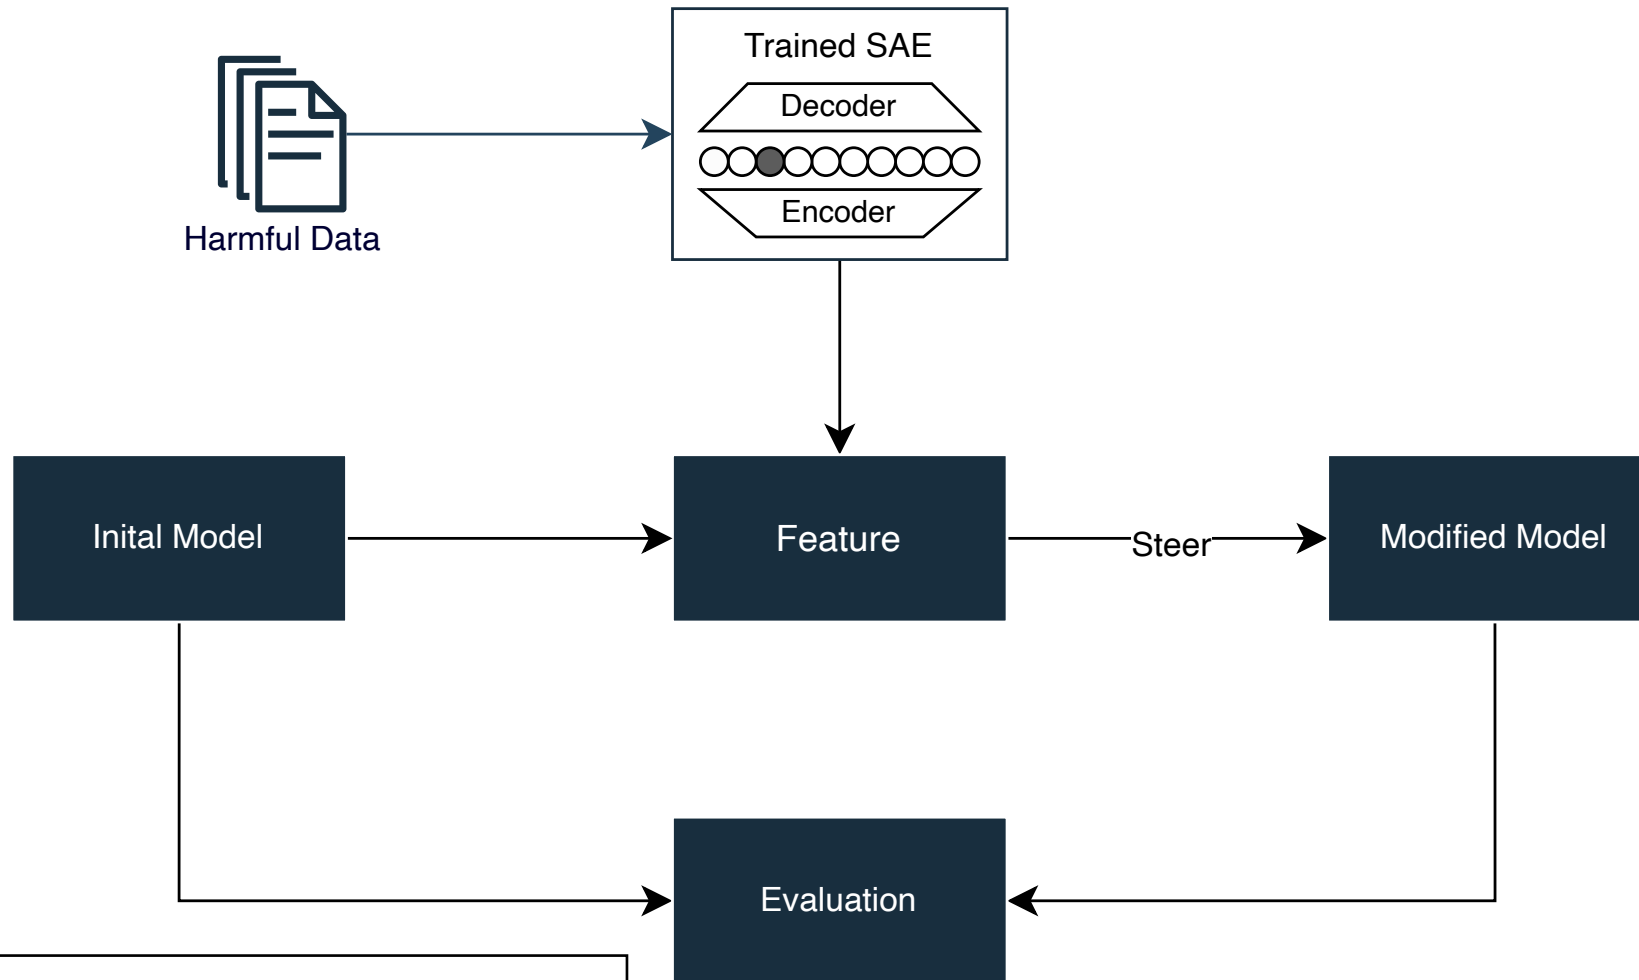 Trained SAE
Decoder
Encoder
Harmful Data
Inital Model
Feature
Steer
Modified Model
Evaluation